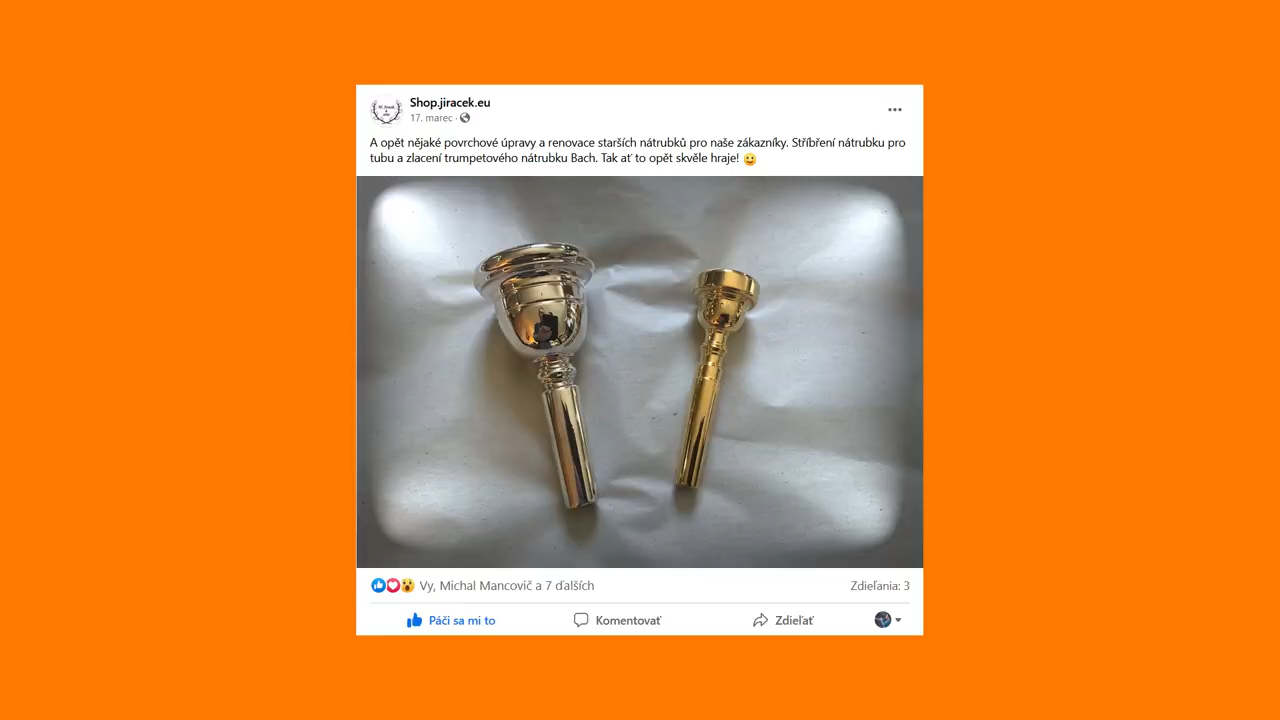 Shop.jiracek.eu
17. marec ·
A opět nějaké povrchové úpravy a renovace starších nátrubků pro naše zákazníky. Stříbření nátrubku pro
tubu a zlacení trumpetového nátrubku Bach. Tak ať to opět skvěle hraje! 😃
Vy, Michal Mancovič a 7 ďalších
Zdieľania: 3
Páči sa mi to
Komentovať
Zdieľať